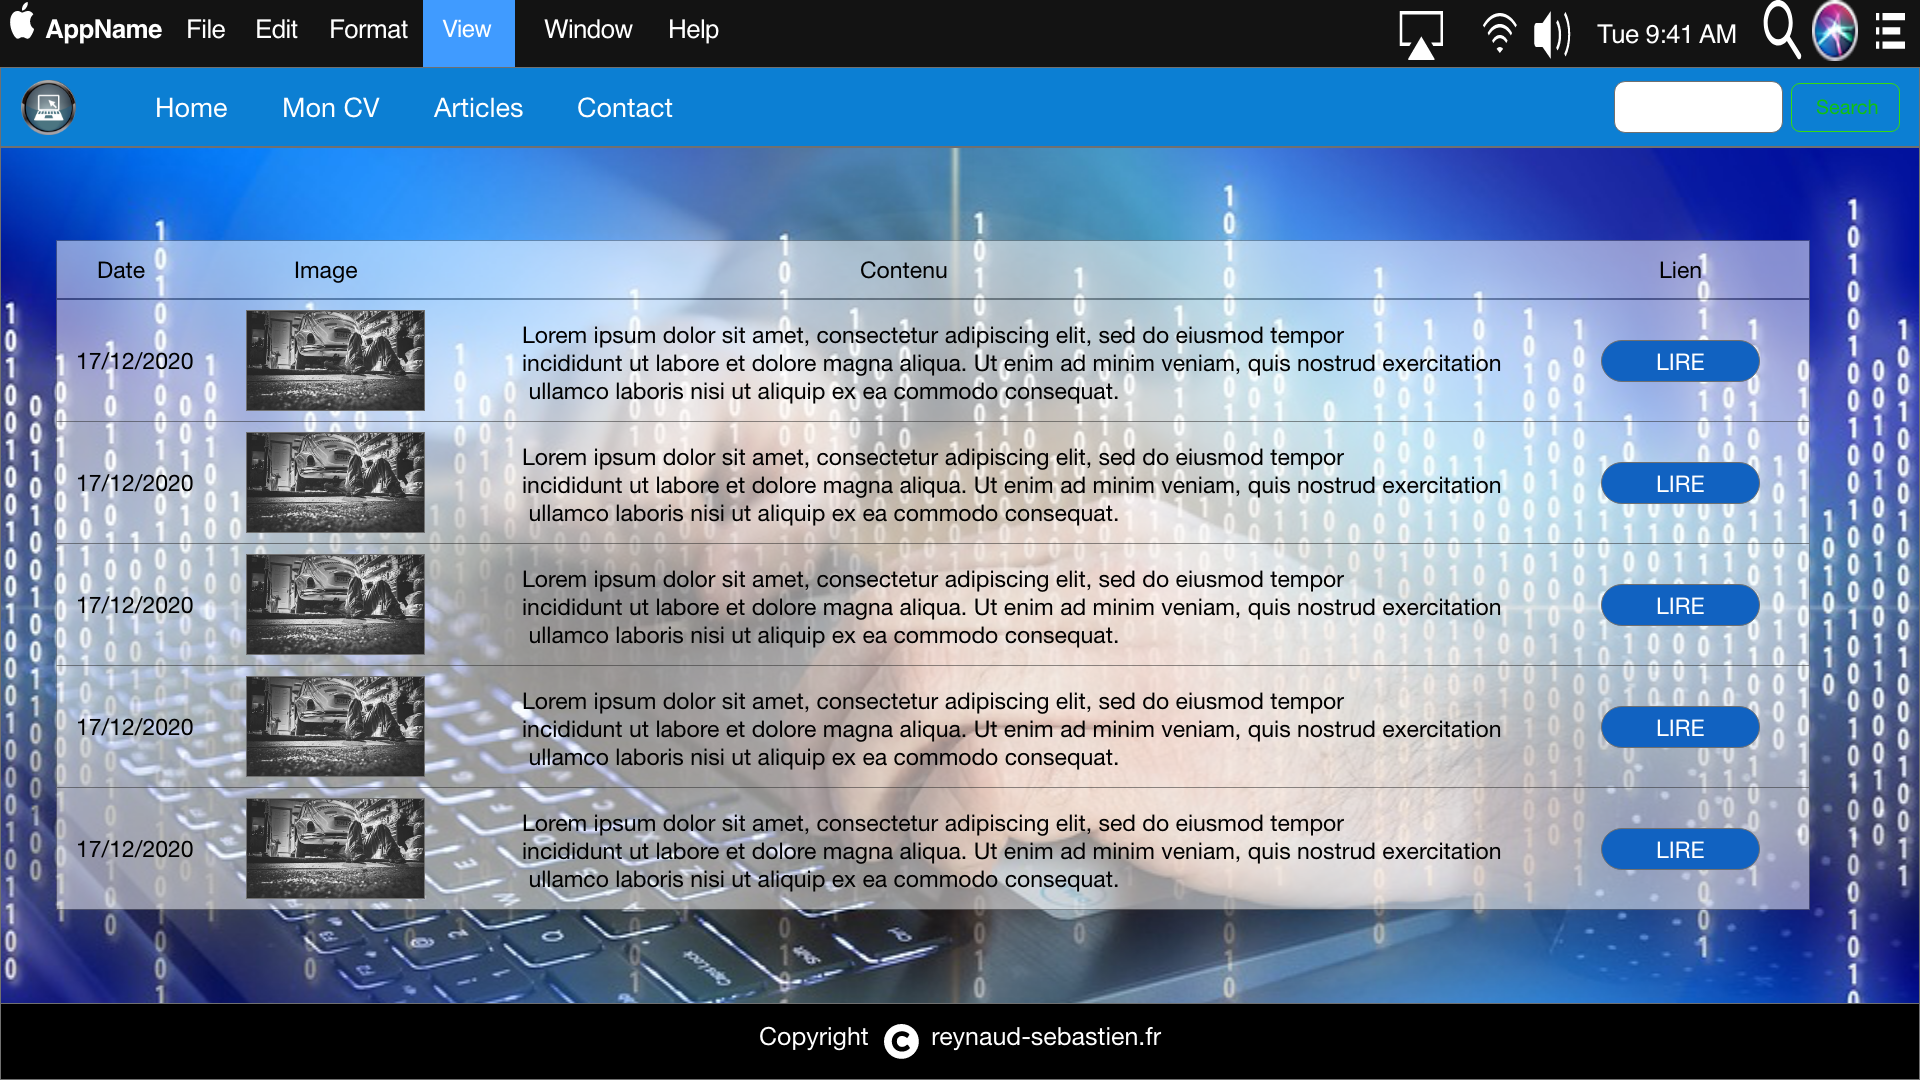 AppName File Edit Format View Window Help Tue 9:41 AM
Home Mon CV Articles Contact Search
Date Image Contenu Lien
17/12/2020
Lorem ipsum dolor sit amet, consectetur adipiscing elit, sed do eiusmod tempor
incididunt ut labore et dolore magna aliqua. Ut enim ad minim veniam, quis nostrud exercitation
ullamco laboris nisi ut aliquip ex ea commodo consequat.
LIRE
17/12/2020
Lorem ipsum dolor sit amet, consectetur adipiscing elit, sed do eiusmod tempor
incididunt ut labore et dolore magna aliqua. Ut enim ad minim veniam, quis nostrud exercitation
ullamco laboris nisi ut aliquip ex ea commodo consequat.
LIRE
17/12/2020
Lorem ipsum dolor sit amet, consectetur adipiscing elit, sed do eiusmod tempor
incididunt ut labore et dolore magna aliqua. Ut enim ad minim veniam, quis nostrud exercitation
ullamco laboris nisi ut aliquip ex ea commodo consequat.
LIRE
17/12/2020
Lorem ipsum dolor sit amet, consectetur adipiscing elit, sed do eiusmod tempor
incididunt ut labore et dolore magna aliqua. Ut enim ad minim veniam, quis nostrud exercitation
ullamco laboris nisi ut aliquip ex ea commodo consequat.
LIRE
17/12/2020
Lorem ipsum dolor sit amet, consectetur adipiscing elit, sed do eiusmod tempor
incididunt ut labore et dolore magna aliqua. Ut enim ad minim veniam, quis nostrud exercitation
ullamco laboris nisi ut aliquip ex ea commodo consequat.
LIRE
Caps Lock
Shift
Ctrl
Copyright © reynaud-sebastien.fr